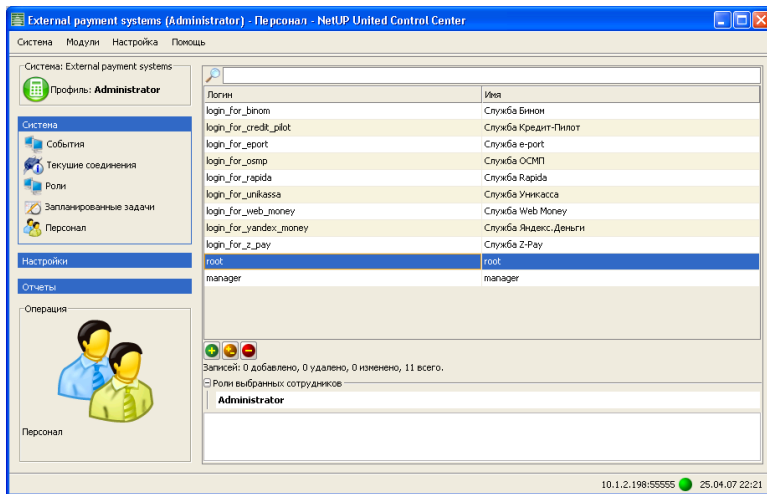 External payment systems (Administrator) - Персонал - NetUP United Control Center
Система Модули Настройка Помощь
Система: External payment systems
Профиль: Administrator
Система
События
Текущие соединения
Роли
Запланированные задачи
Персонал
Настройки
Отчеты
Операция
Персонал
Логин Имя
login_for_binom Служба Бином
login_for_credit_pilot Служба Кредит-Пилот
login_for_eport Служба e-port
login_for_osmp Служба ОСМП
login_for_rapida Служба Rapida
login_for_unikassa Служба Уникасса
login_for_web_money Служба Web Money
login_for_yandex_money Служба Яндекс.Деньги
login_for_z_pay Служба Z-Pay
root root
manager manager
Записей: 0 добавлено, 0 удалено, 0 изменено, 11 всего.
Роли выбранных сотрудников
Administrator
10.1.2.198:55555 25.04.07 22:21